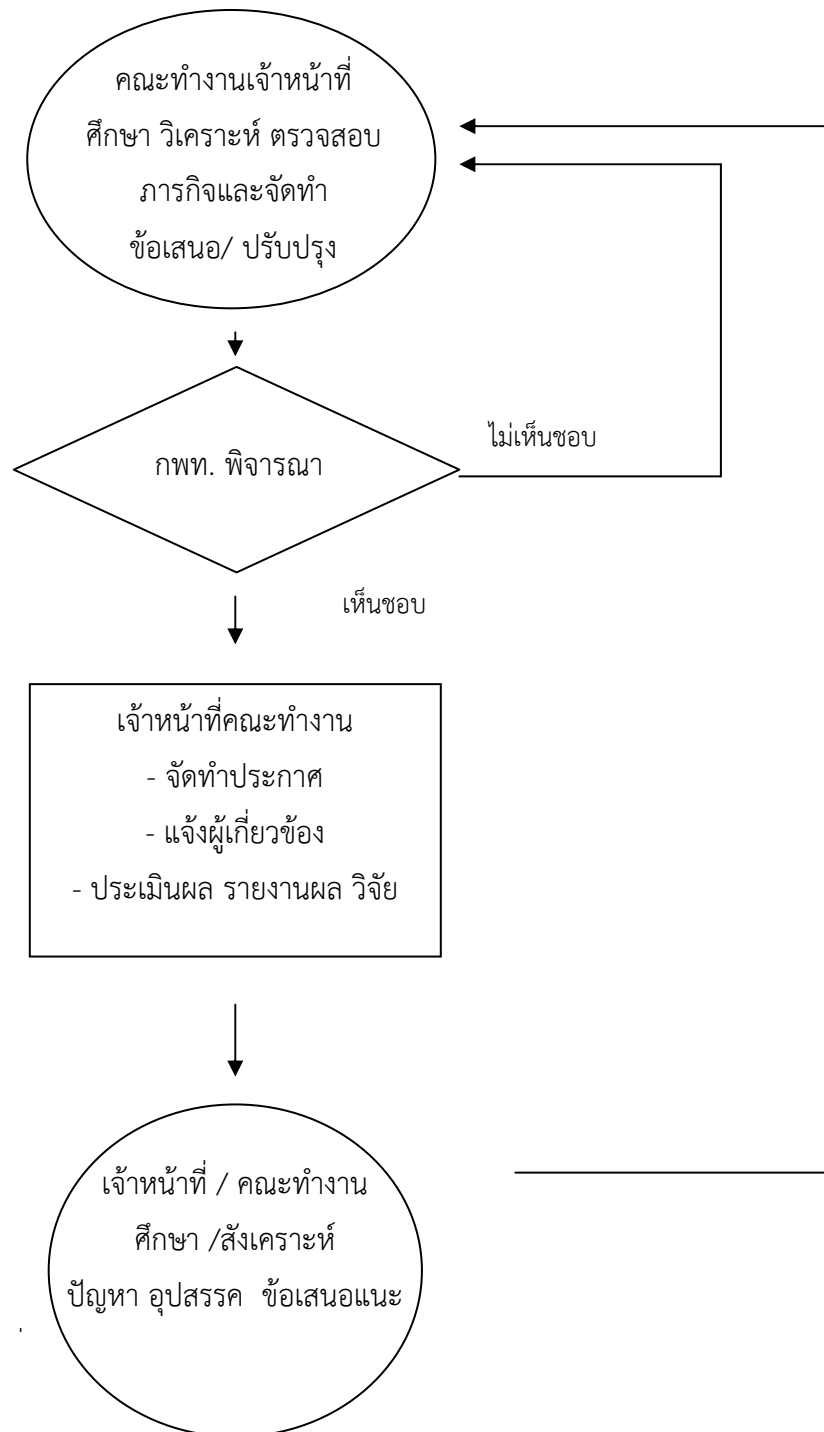 คณะทำงานเจ้าหน้าที่
ศึกษา วิเคราะห์ ตรวจสอบ
ภารกิจและจัดทำ
ข้อเสนอ/ ปรับปรุง
กพท. พิจารณา
ไม่เห็นชอบ
เห็นชอบ
เจ้าหน้าที่คณะทำงาน
- จัดทำประกาศ
- แจ้งผู้เกี่ยวข้อง
- ประเมินผล รายงานผล วิจัย
เจ้าหน้าที่ / คณะทำงาน
ศึกษา /สังเคราะห์
ปัญหา อุปสรรค ข้อเสนอแนะ